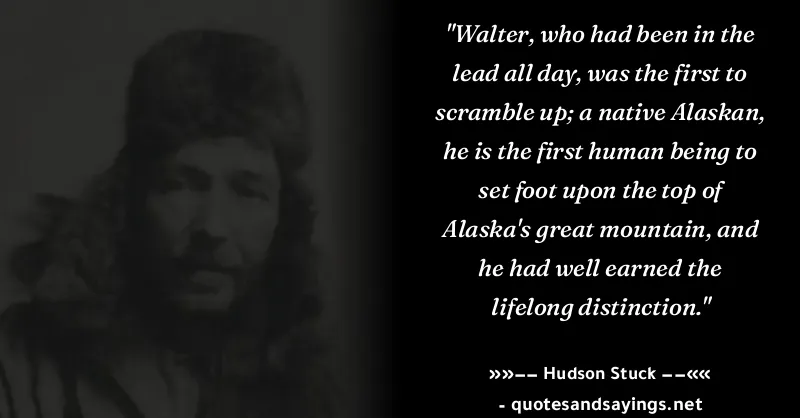 "Walter, who had been in the
lead all day, was the first to
scramble up; a native Alaskan,
he is the first human being to
set foot upon the top of
Alaska's great mountain, and
he had well earned the
lifelong distinction."
»»−− Hudson Stuck −−««
- quotesandsayings.net